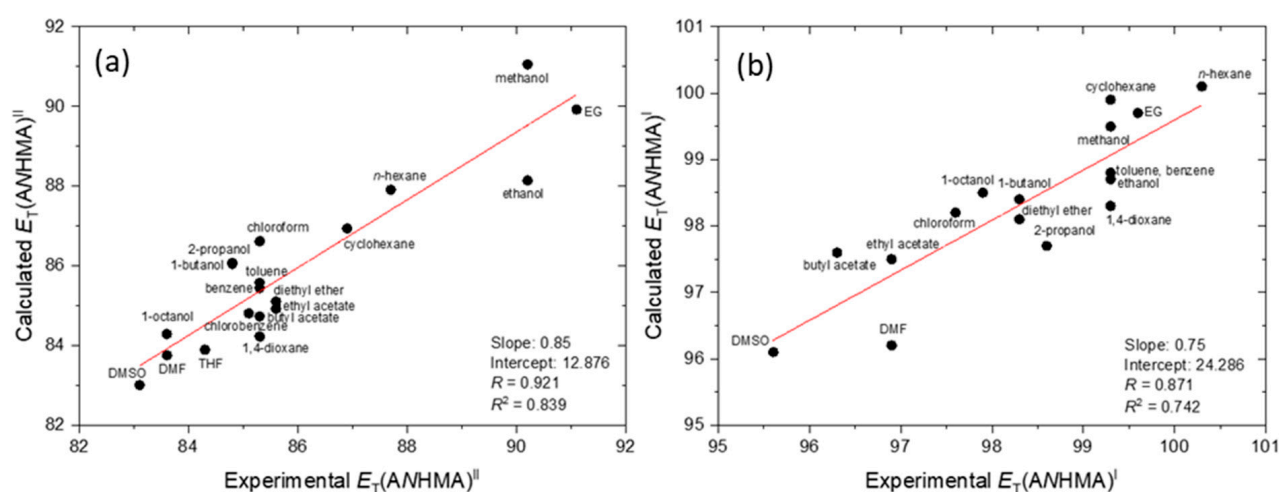 (a)
Calculated E_T(ANHMA)^II
92
90
88
86
84
82
methanol
EG
n-hexane
ethanol
chloroform
cyclohexane
2-propanol
1-butanol
toluene
benzene
diethyl ether
ethyl acetate
butyl acetate
chlorobenzene
1-octanol
1,4-dioxane
DMSO
DMF
THF
Slope: 0.85
Intercept: 12.876
R = 0.921
R² = 0.839
82 84 86 88 90 92
Experimental E_T(ANHMA)^II
(b)
Calculated E_T(ANHMA)^I
101
100
99
98
97
96
95
n-hexane
cyclohexane
EG
methanol
toluene, benzene
ethanol
1-octanol
1-butanol
chloroform
diethyl ether
1,4-dioxane
2-propanol
ethyl acetate
butyl acetate
DMSO
DMF
Slope: 0.75
Intercept: 24.286
R = 0.871
R² = 0.742
95 96 97 98 99 100 101
Experimental E_T(ANHMA)^I